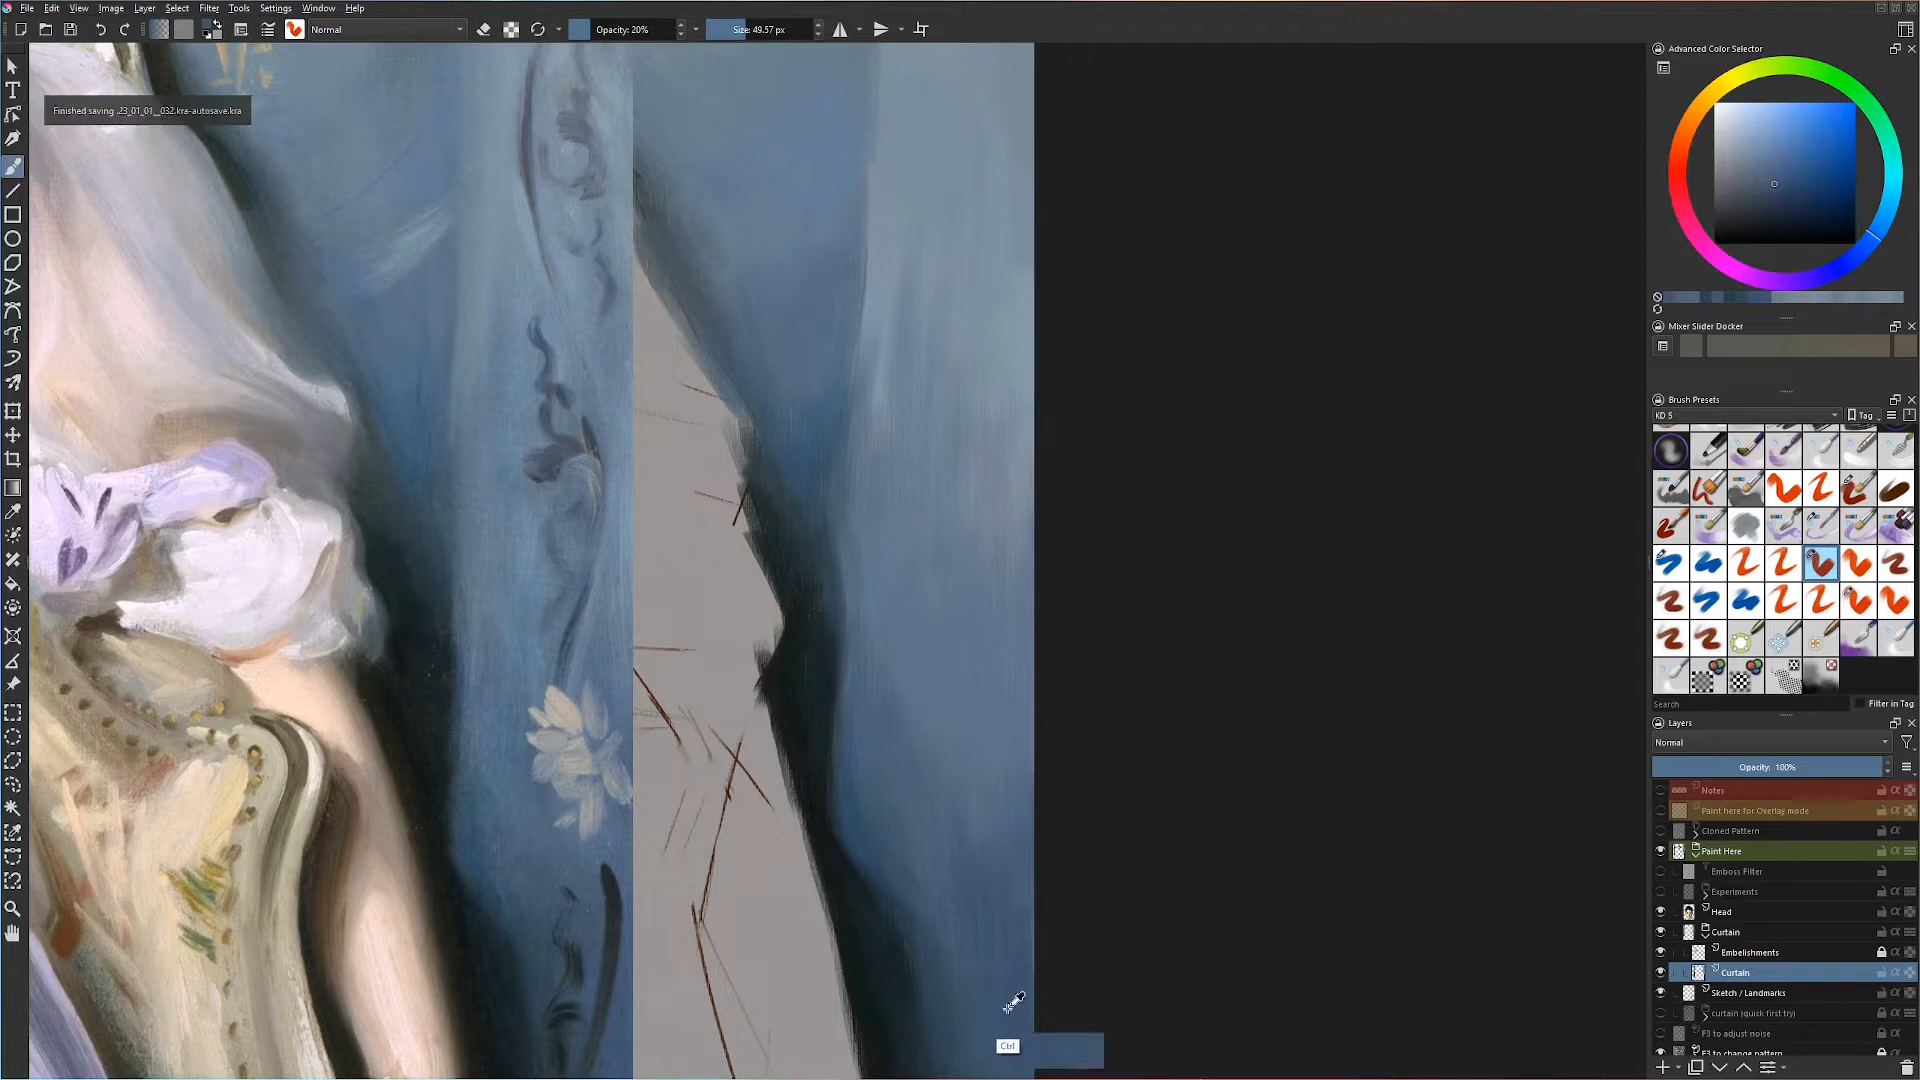 File Edit View Image Layer Select Filter Tools Settings Window Help
Normal
Opacity: 20%
Size: 49.57 px
Finished saving .23_01_01__032.kra-autosave.kra
Ctrl
Advanced Color Selector
Mixer Slider Docker
Brush Presets
KD 5
Tag
Search
Filter in Tag
Layers
Normal
Opacity: 100%
Notes
Paint here for Overlay mode
Cloned Pattern
Paint Here
Emboss Filter
Experiments
Head
Curtain
Embelishments
Curtain
Sketch / Landmarks
curtain (quick first try)
F3 to adjust noise
F3 to change pattern